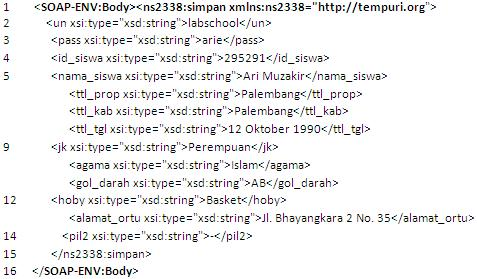 1 <SOAP-ENV:Body><ns2338:simpan xmlns:ns2338="http://tempuri.org">
2 <un xsi:type="xsd:string">labschool</un>
3 <pass xsi:type="xsd:string">arie</pass>
4 <id_siswa xsi:type="xsd:string">295291</id_siswa>
5 <nama_siswa xsi:type="xsd:string">Ari Muzakir</nama_siswa>
<ttl_prop xsi:type="xsd:string">Palembang</ttl_prop>
<ttl_kab xsi:type="xsd:string">Palembang</ttl_kab>
<ttl_tgl xsi:type="xsd:string">12 Oktober 1990</ttl_tgl>
9 <jk xsi:type="xsd:string">Perempuan</jk>
<agama xsi:type="xsd:string">Islam</agama>
<gol_darah xsi:type="xsd:string">AB</gol_darah>
12 <hoby xsi:type="xsd:string">Basket</hoby>
<alamat_ortu xsi:type="xsd:string">Jl. Bhayangkara 2 No. 35</alamat_ortu>
14 <pil2 xsi:type="xsd:string">-</pil2>
15 </ns2338:simpan>
16 </SOAP-ENV:Body>